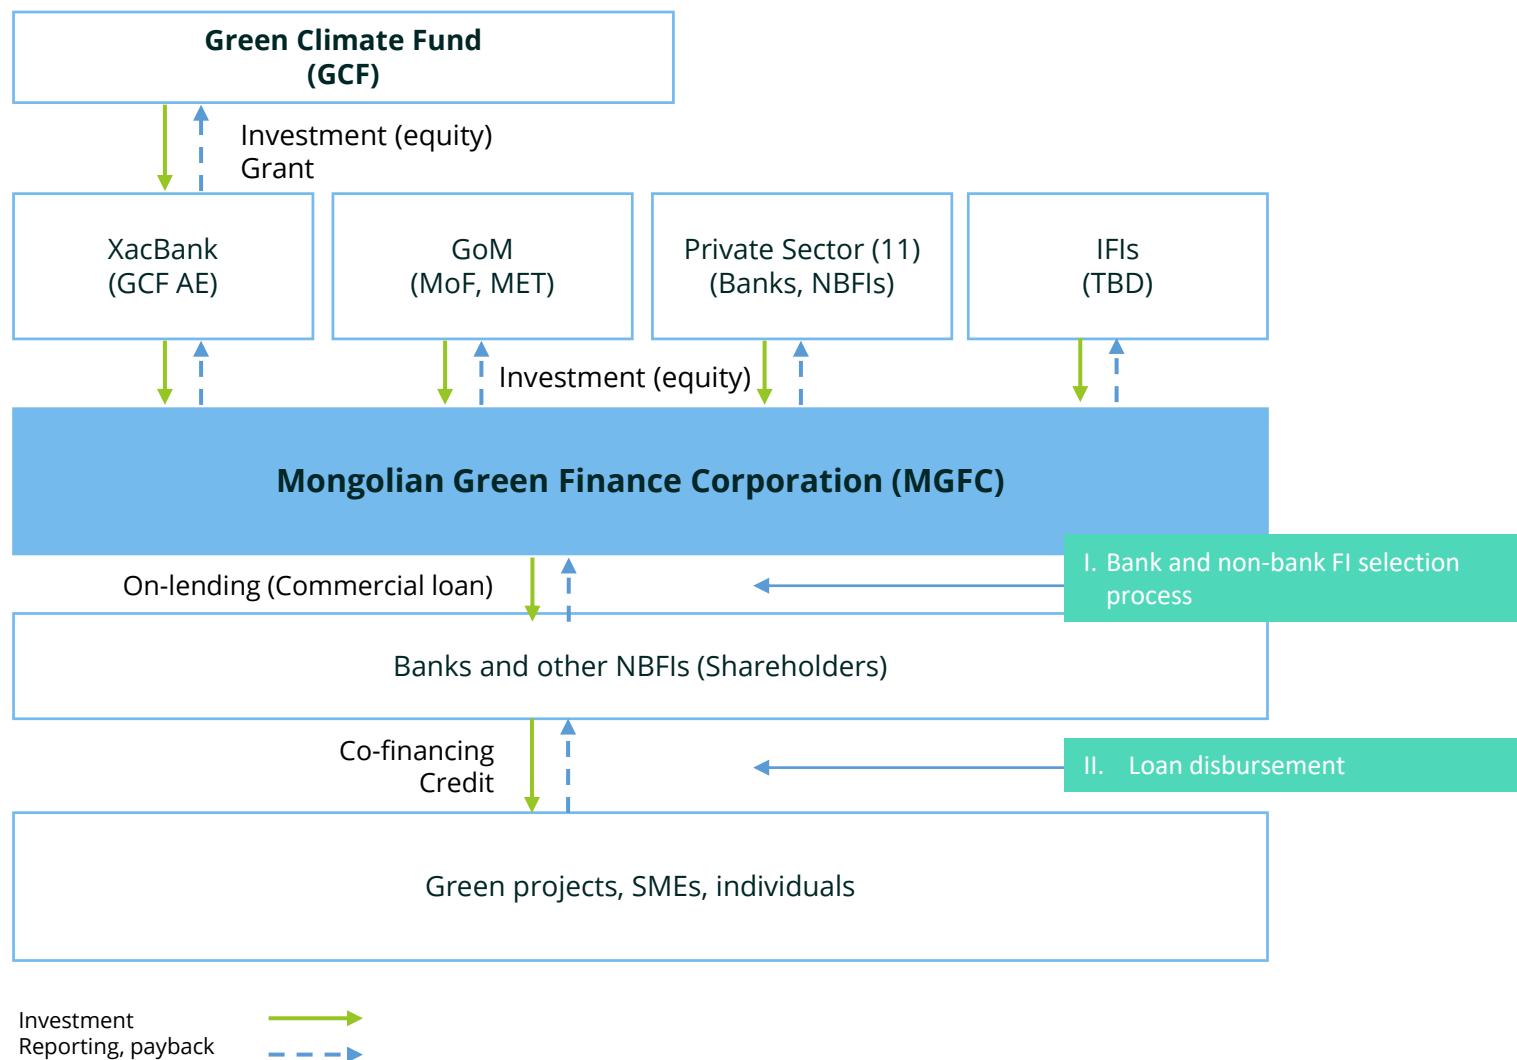 Green Climate Fund
(GCF)
Investment (equity)
Grant
XacBank
(GCF AE)
GoM
(MoF, MET)
Private Sector (11)
(Banks, NBFIs)
IFIs
(TBD)
Investment (equity)
Mongolian Green Finance Corporation (MGFC)
On-lending (Commercial loan)
I. Bank and non-bank FI selection
process
Banks and other NBFIs (Shareholders)
Co-financing
Credit
II. Loan disbursement
Green projects, SMEs, individuals
Investment
Reporting, payback